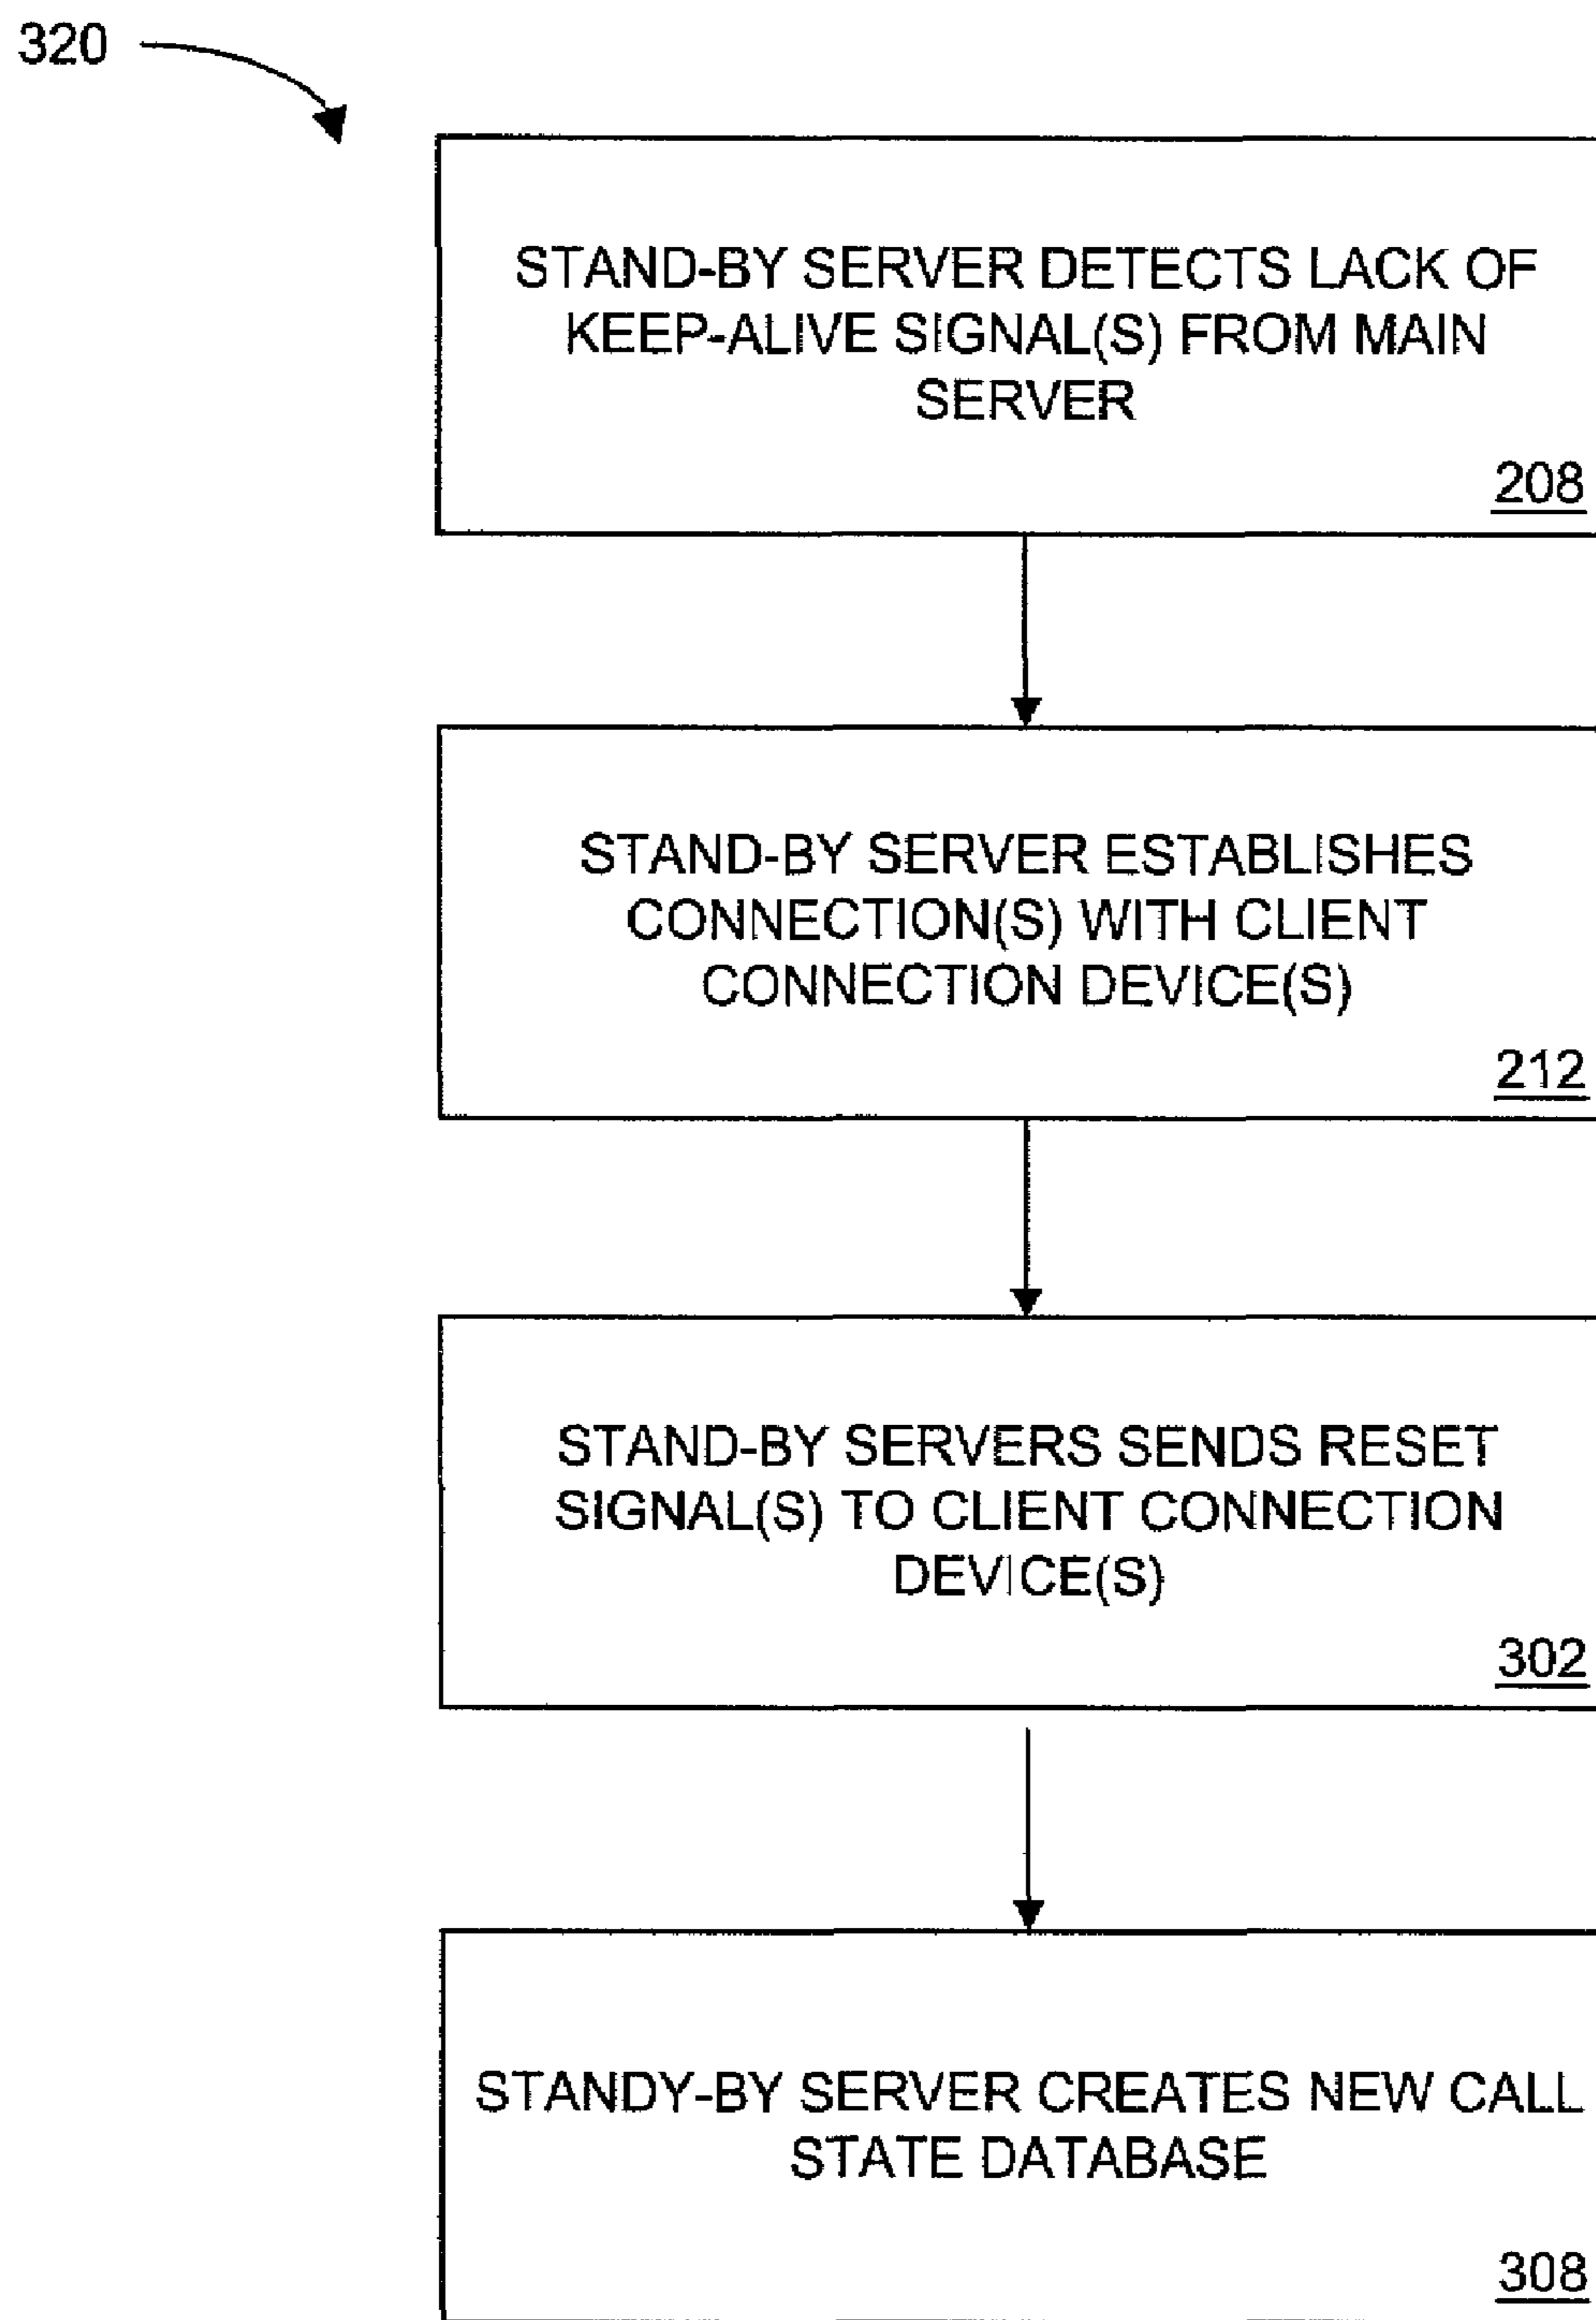 320
STAND-BY SERVER DETECTS LACK OF
KEEP-ALIVE SIGNAL(S) FROM MAIN
SERVER
208
STAND-BY SERVER ESTABLISHES
CONNECTION(S) WITH CLIENT
CONNECTION DEVICE(S)
212
STAND-BY SERVERS SENDS RESET
SIGNAL(S) TO CLIENT CONNECTION
DEVICE(S)
302
STANDY-BY SERVER CREATES NEW CALL
STATE DATABASE
308